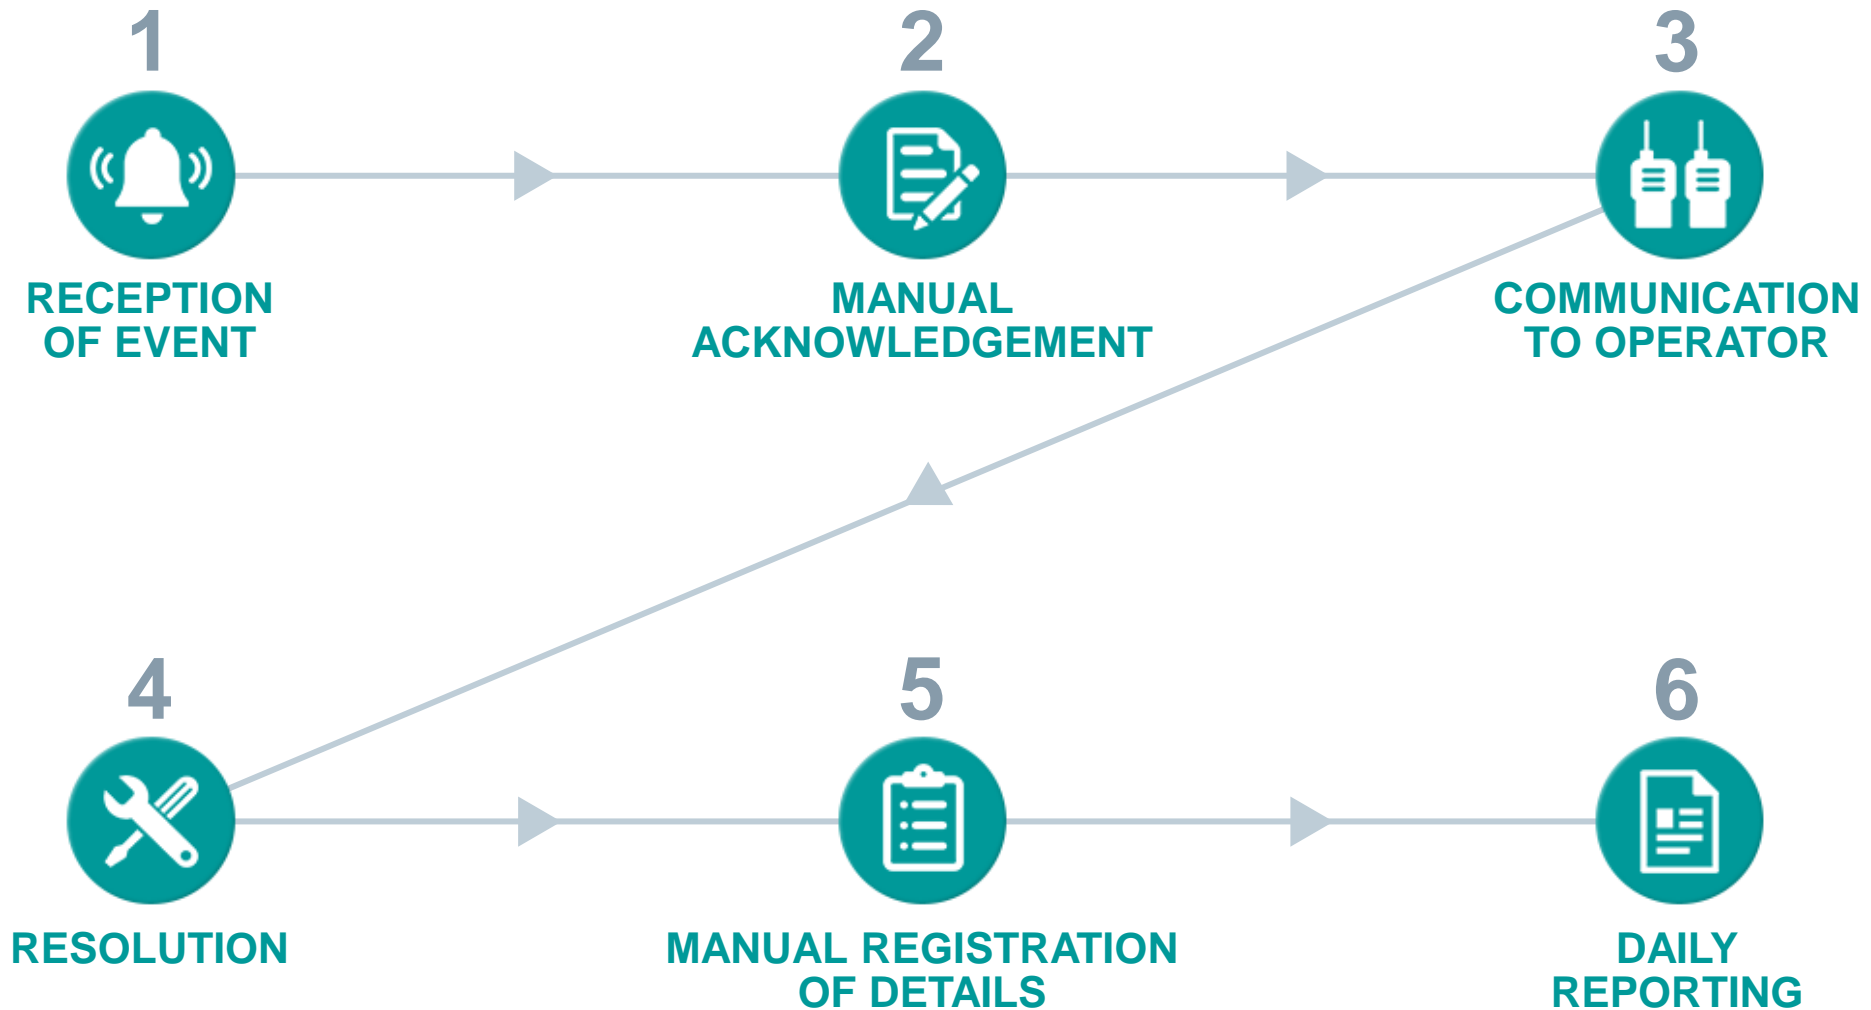 1
2
3
RECEPTION
OF EVENT
MANUAL
ACKNOWLEDGEMENT
COMMUNICATION
TO OPERATOR
4
5
6
RESOLUTION
MANUAL REGISTRATION
OF DETAILS
DAILY
REPORTING